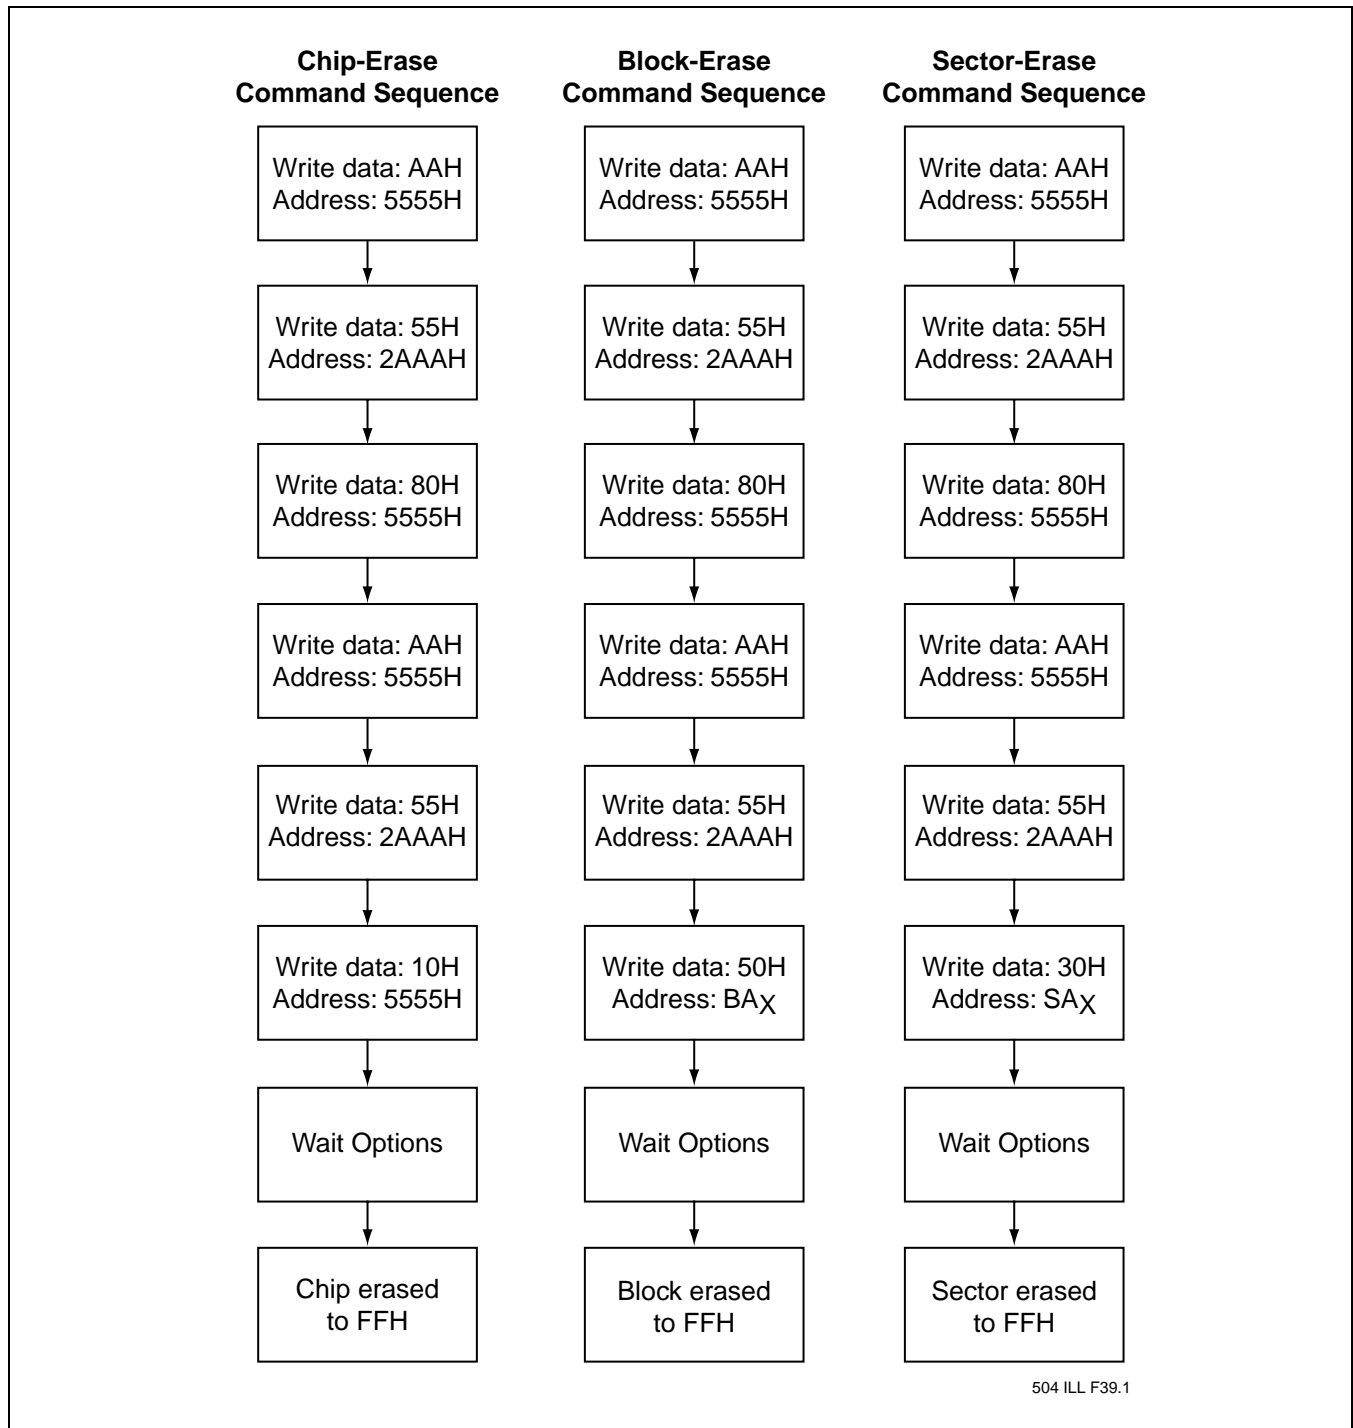 Chip-Erase
Command Sequence
Write data: AAH
Address: 5555H
Write data: 55H
Address: 2AAAH
Write data: 80H
Address: 5555H
Write data: AAH
Address: 5555H
Write data: 55H
Address: 2AAAH
Write data: 10H
Address: 5555H
Wait Options
Chip erased
to FFH
Block-Erase
Command Sequence
Write data: AAH
Address: 5555H
Write data: 55H
Address: 2AAAH
Write data: 80H
Address: 5555H
Write data: AAH
Address: 5555H
Write data: 55H
Address: 2AAAH
Write data: 50H
Address: BAX
Wait Options
Block erased
to FFH
Sector-Erase
Command Sequence
Write data: AAH
Address: 5555H
Write data: 55H
Address: 2AAAH
Write data: 80H
Address: 5555H
Write data: AAH
Address: 5555H
Write data: 55H
Address: 2AAAH
Write data: 30H
Address: SAX
Wait Options
Sector erased
to FFH
504 ILL F39.1